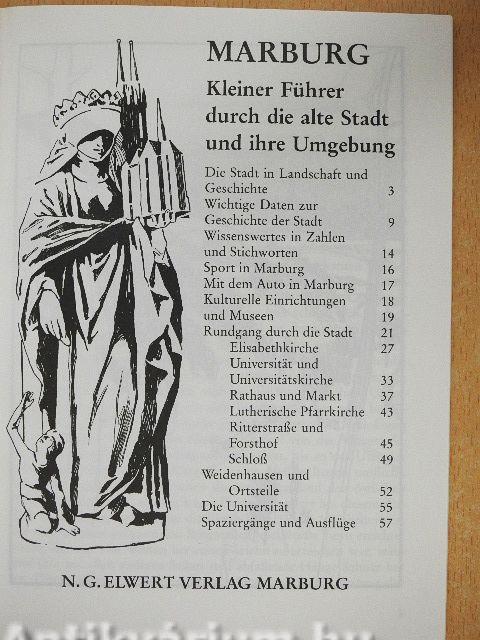 MARBURG
Kleiner Führer
durch die alte Stadt
und ihre Umgebung
Die Stadt in Landschaft und
Geschichte 3
Wichtige Daten zur
Geschichte der Stadt 9
Wissenswertes in Zahlen
und Stichworten 14
Sport in Marburg 16
Mit dem Auto in Marburg 17
Kulturelle Einrichtungen 18
und Museen 19
Rundgang durch die Stadt 21
Elisabethkirche 27
Universität und
Universitätskirche 33
Rathaus und Markt 37
Lutherische Pfarrkirche 43
Ritterstraße und
Forsthof 45
Schloß 49
Weidenhausen und
Ortsteile 52
Die Universität 55
Spaziergänge und Ausflüge 57
N. G. ELWERT VERLAG MARBURG
Antikvárium.hu